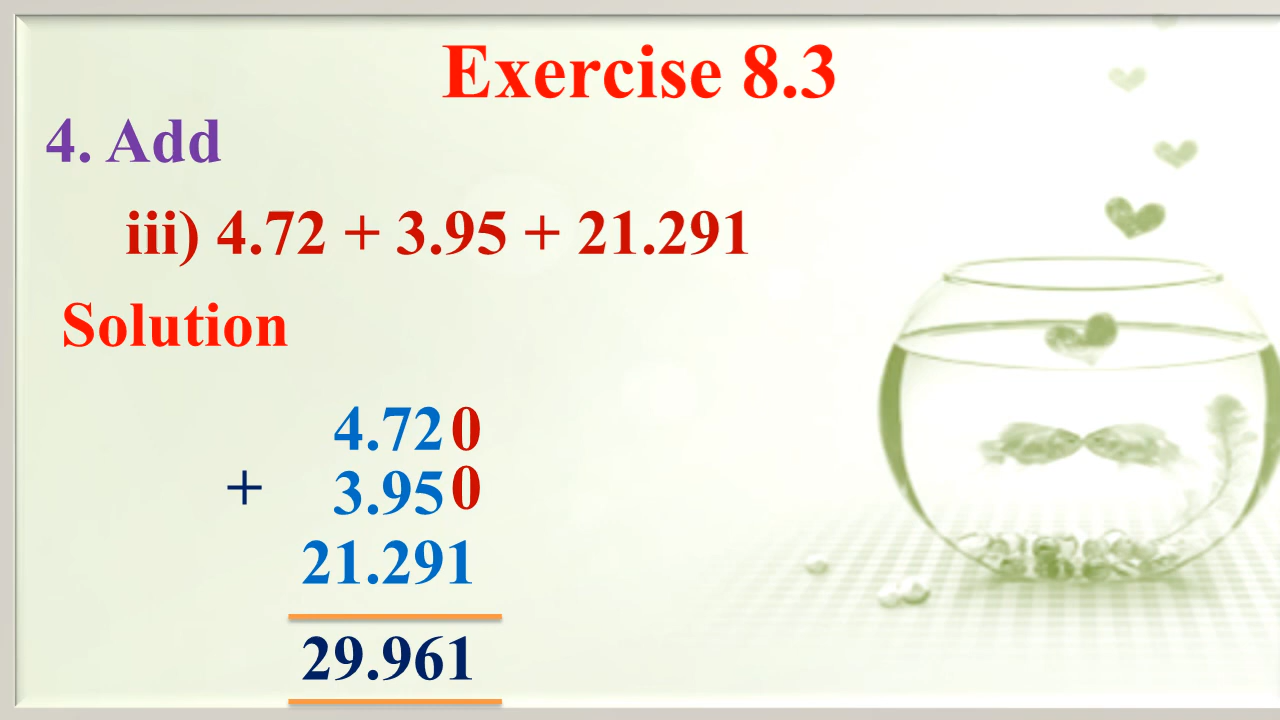 Exercise 8.3
4. Add
iii) 4.72 + 3.95 + 21.291
Solution
4.720
+ 3.950
21.291
29.961